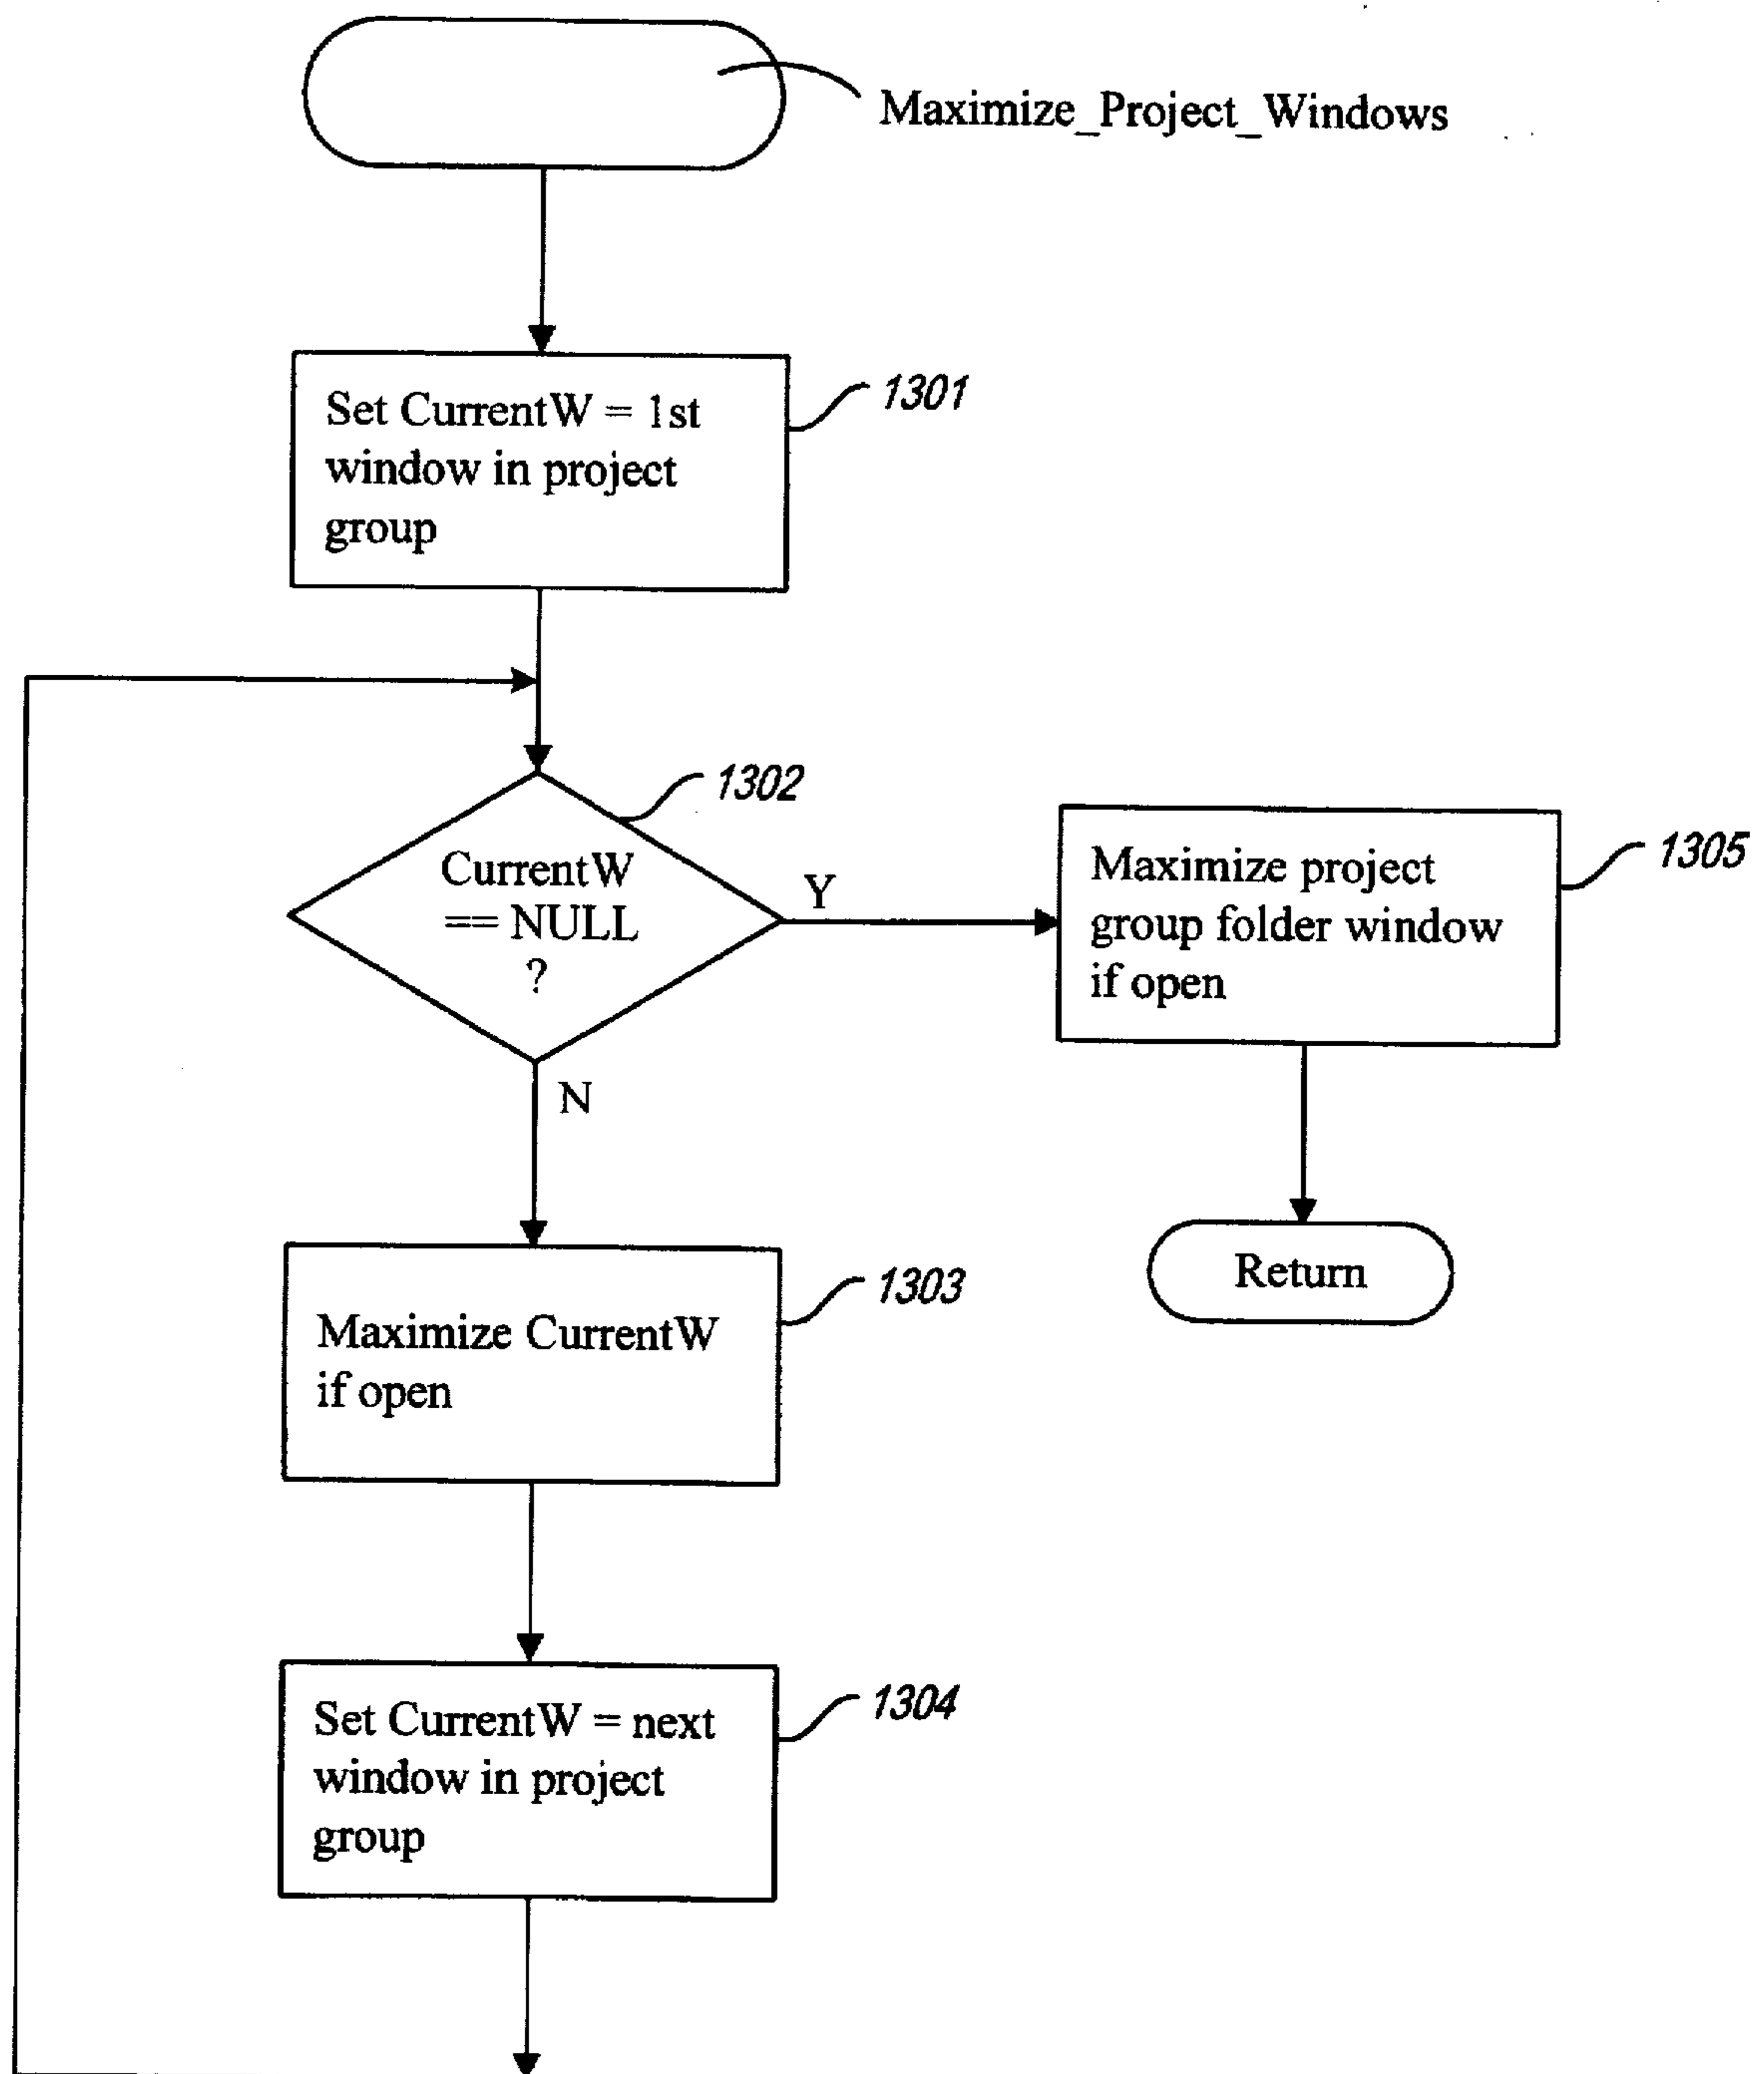 Maximize_Project_Windows
Set CurrentW = 1st
window in project
group
1301
1302
CurrentW
== NULL
?
Y
N
Maximize project
group folder window
if open
1305
Return
Maximize CurrentW
if open
1303
Set CurrentW = next
window in project
group
1304